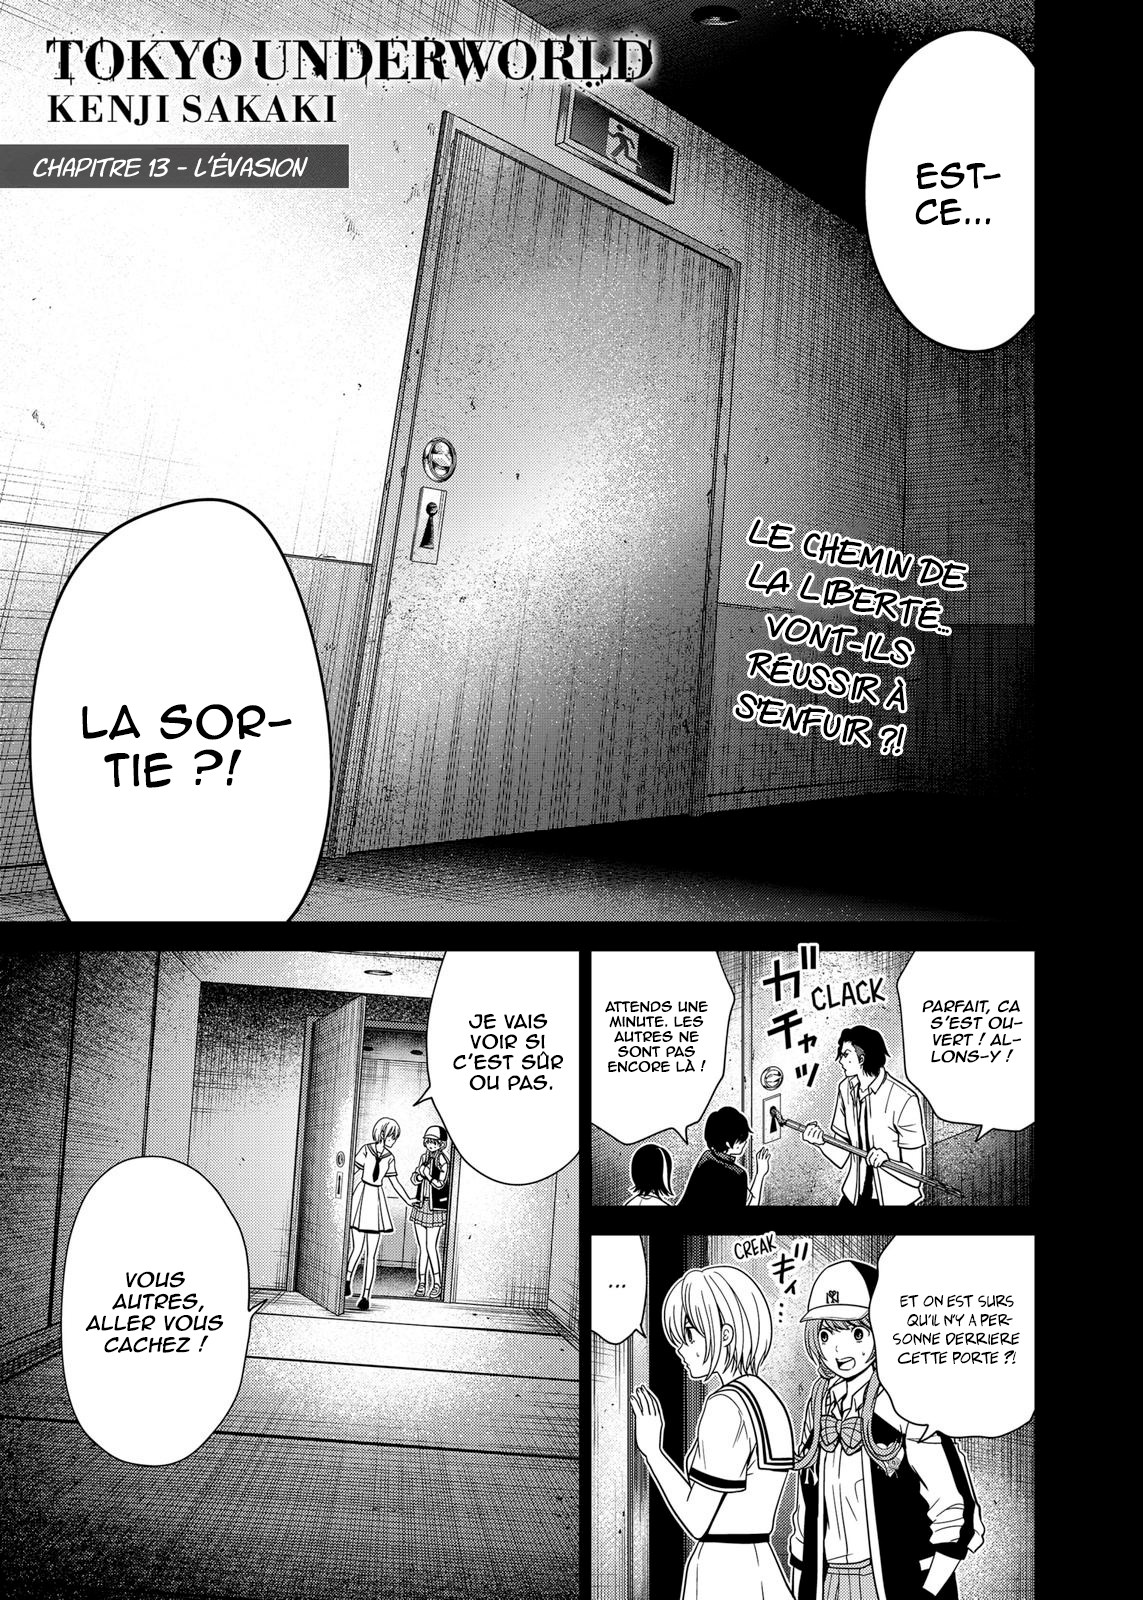 TOKYO UNDERWORLD
KENJI SAKAKI
CHAPITRE 13 - L'ÉVASION
EST-
CE...
LE CHEMIN DE
LA LIBERTÉ...
VONT-ILS
RÉUSSIR À
S'ENFUIR ?!
LA SOR-
TIE ?!
PARFAIT, CA
S'EST OU-
VERT ! AL-
LONS-Y !
ガチャッ
CLACK
ATTENDS UNE
MINUTE. LES
AUTRES NE
SONT PAS
ENCORE LÀ !
ET ON EST SURS
QU'IL N'Y A PER-
SONNE DERRIERE
CETTE PORTE ?!
ギィ...
CREAK
...
JE VAIS
VOIR SI
C'EST SÛR
OU PAS.
VOUS
AUTRES,
ALLER VOUS
CACHEZ !